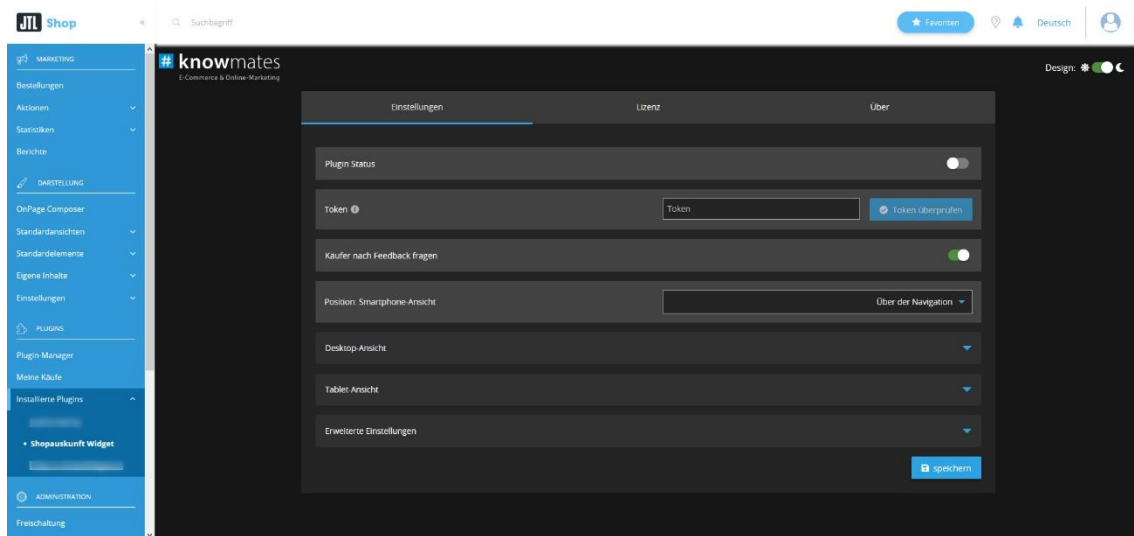 JTL Shop
«
Suchbegriff
Favoriten
Deutsch
MARKETING
Bestellungen
Aktionen
Statistiken
Berichte
DARSTELLUNG
OnPage Composer
Standardansichten
Standardelemente
Eigene Inhalte
Einstellungen
PLUGINS
Plugin-Manager
Meine Käufe
Installierte Plugins
• Shopauskunft Widget
ADMINISTRATION
Freischaltung
# knowmates
E-Commerce & Online-Marketing
Design:
Einstellungen Lizenz Über
Plugin Status
Token Token Token überprüfen
Käufer nach Feedback fragen
Position: Smartphone-Ansicht Über der Navigation
Desktop-Ansicht
Tablet-Ansicht
Erweiterte Einstellungen
speichern